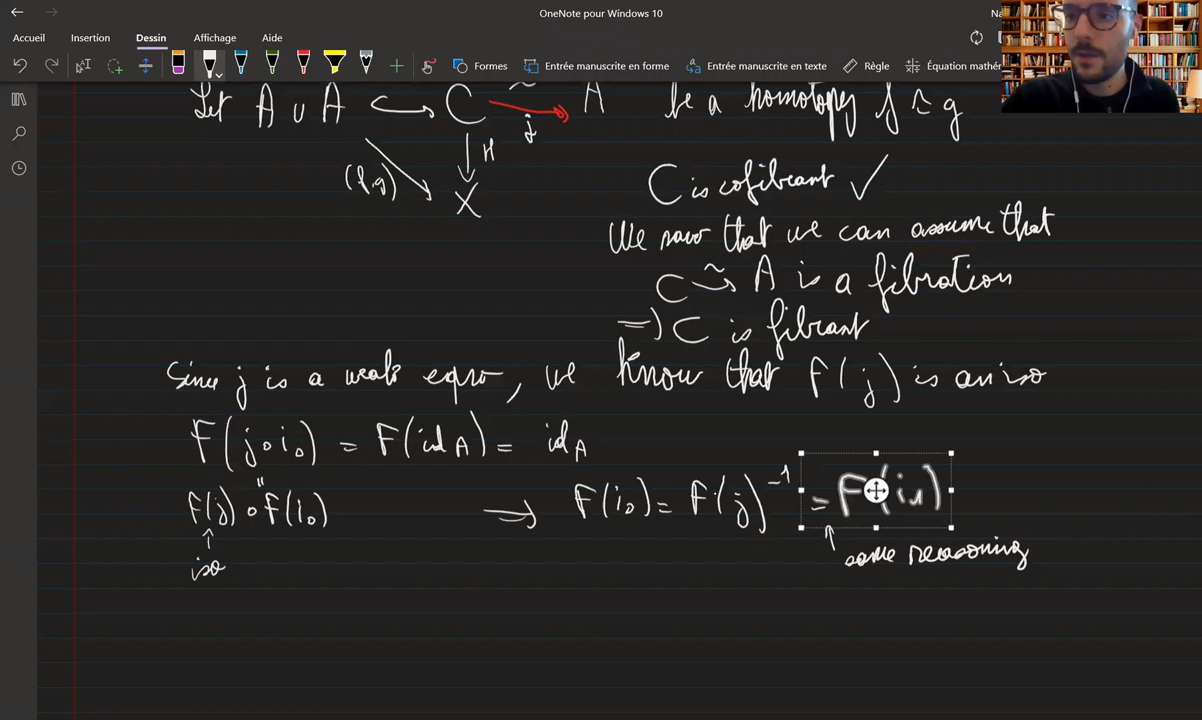 OneNote pour Windows 10
Accueil Insertion Dessin Affichage Aide
Formes Entrée manuscrite en forme Entrée manuscrite en texte Règle Équation mathém
Let A ∪ A ↪ C ~→ A be a homotopy f ≃ g
j
H
(f,g)
X
C is cofibrant ✓
We saw that we can assume that
C ~→ A is a fibration
=> C is fibrant
Since j is a weak equiv, we know that F(j) is an iso
F(j∘i₀) = F(id_A) = id_A
F(j) ∘ F(i₀) → F(i₀) = F(j)⁻¹ = F(i₁)
↑ iso
↑ same reasoning